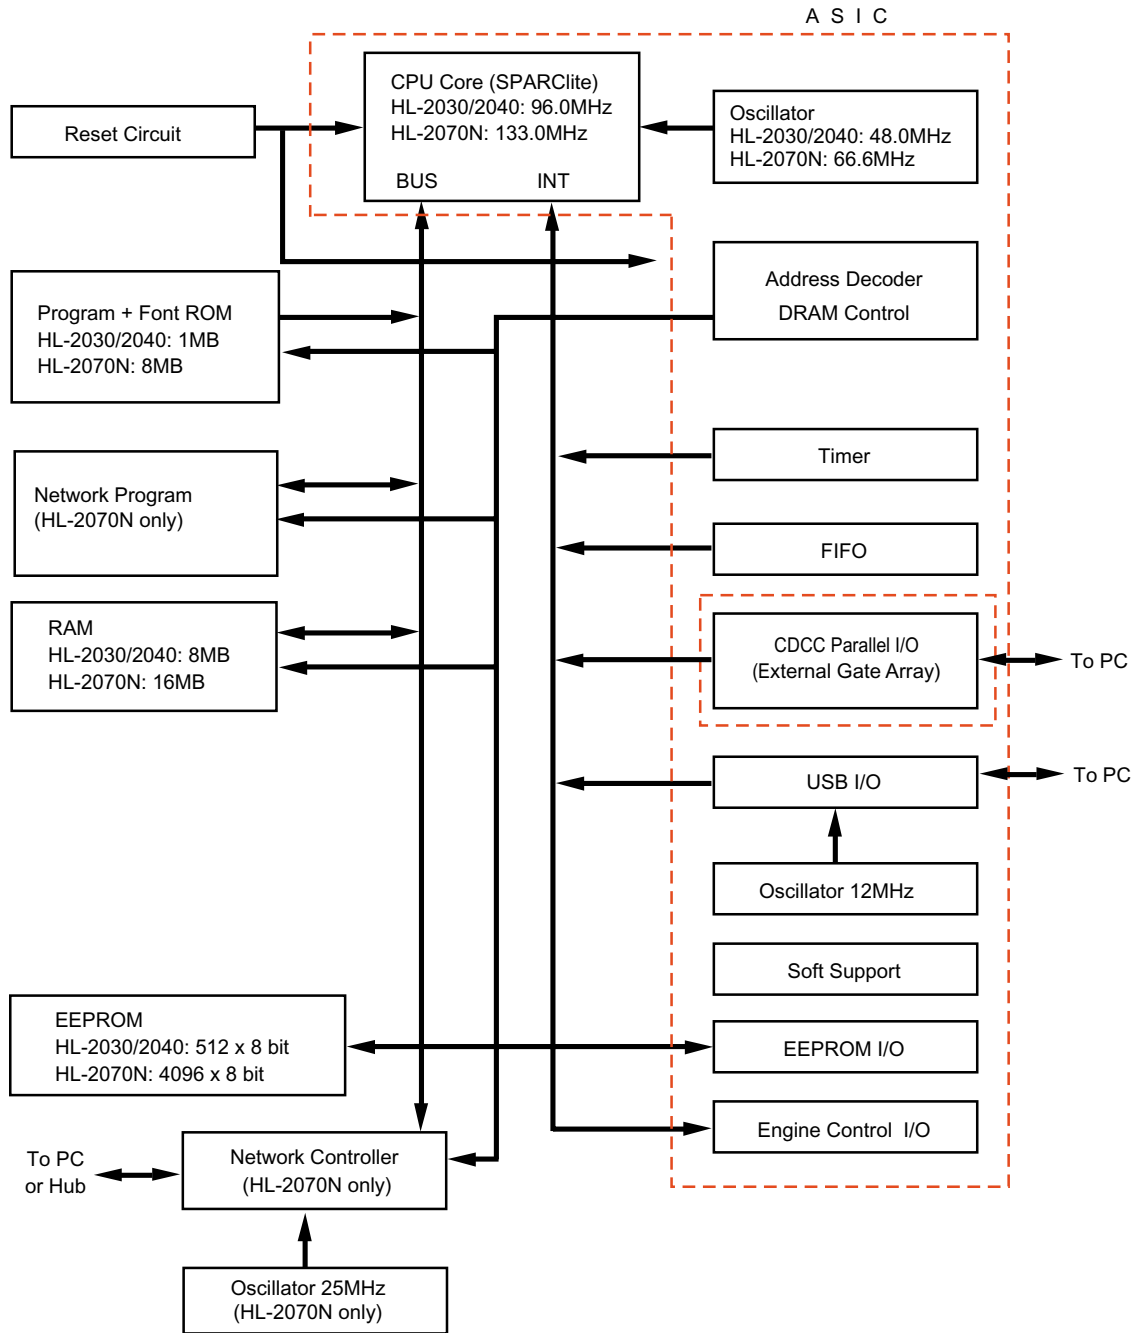 A S I C
CPU Core (SPARClite)
HL-2030/2040: 96.0MHz
HL-2070N: 133.0MHz
BUS INT
Reset Circuit
Oscillator
HL-2030/2040: 48.0MHz
HL-2070N: 66.6MHz
Address Decoder
DRAM Control
Program + Font ROM
HL-2030/2040: 1MB
HL-2070N: 8MB
Timer
Network Program
(HL-2070N only)
FIFO
RAM
HL-2030/2040: 8MB
HL-2070N: 16MB
CDCC Parallel I/O
(External Gate Array)
To PC
USB I/O
To PC
Oscillator 12MHz
Soft Support
EEPROM
HL-2030/2040: 512 x 8 bit
HL-2070N: 4096 x 8 bit
EEPROM I/O
Engine Control I/O
To PC
or Hub
Network Controller
(HL-2070N only)
Oscillator 25MHz
(HL-2070N only)